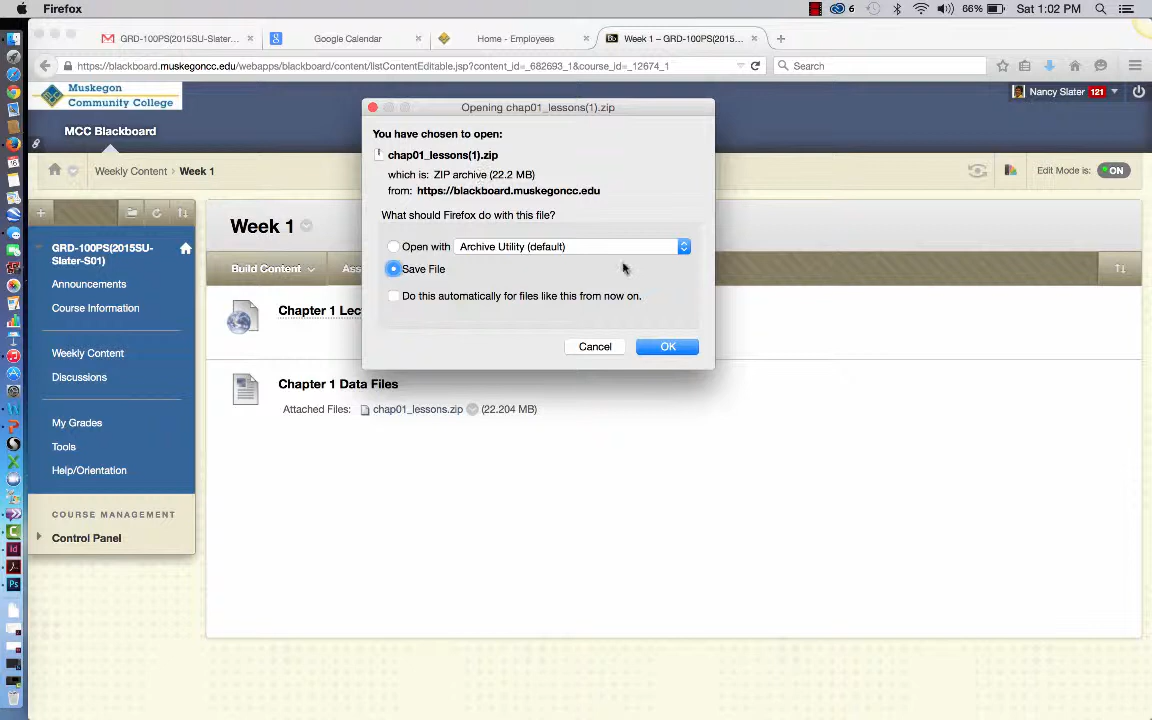 Firefox
6
66%
Sat 1:02 PM
GRD-100PS(2015SU-Slater-...
Google Calendar
Home - Employees
Week 1 – GRD-100PS(2015...
https://blackboard.muskegoncc.edu/webapps/blackboard/content/listContentEditable.jsp?content_id=_682693_1&course_id=_12674_1
Search
Muskegon
Community College
Nancy Slater 121
MCC Blackboard
Weekly Content
Week 1
Edit Mode is:
ON
Opening chap01_lessons(1).zip
You have chosen to open:
chap01_lessons(1).zip
which is: ZIP archive (22.2 MB)
from: https://blackboard.muskegoncc.edu
What should Firefox do with this file?
Open with
Archive Utility (default)
Save File
Do this automatically for files like this from now on.
Cancel
OK
GRD-100PS(2015SU-
Slater-S01)
Announcements
Course Information
Weekly Content
Discussions
My Grades
Tools
Help/Orientation
COURSE MANAGEMENT
Control Panel
Week 1
Build Content
Ass
Chapter 1 Lec
Chapter 1 Data Files
Attached Files:
chap01_lessons.zip
(22.204 MB)